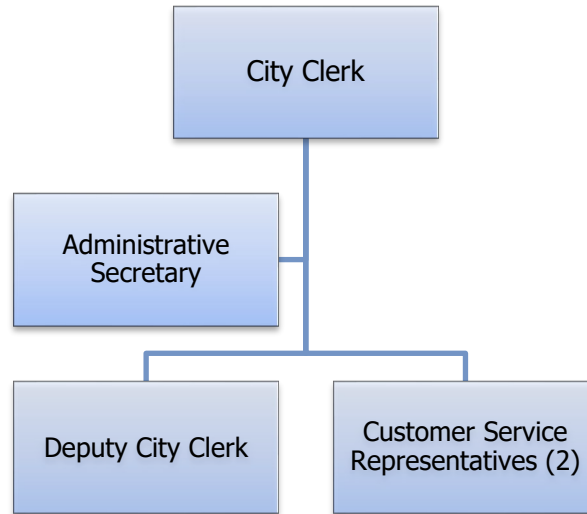 City Clerk
Administrative
Secretary
Deputy City Clerk
Customer Service
Representatives (2)